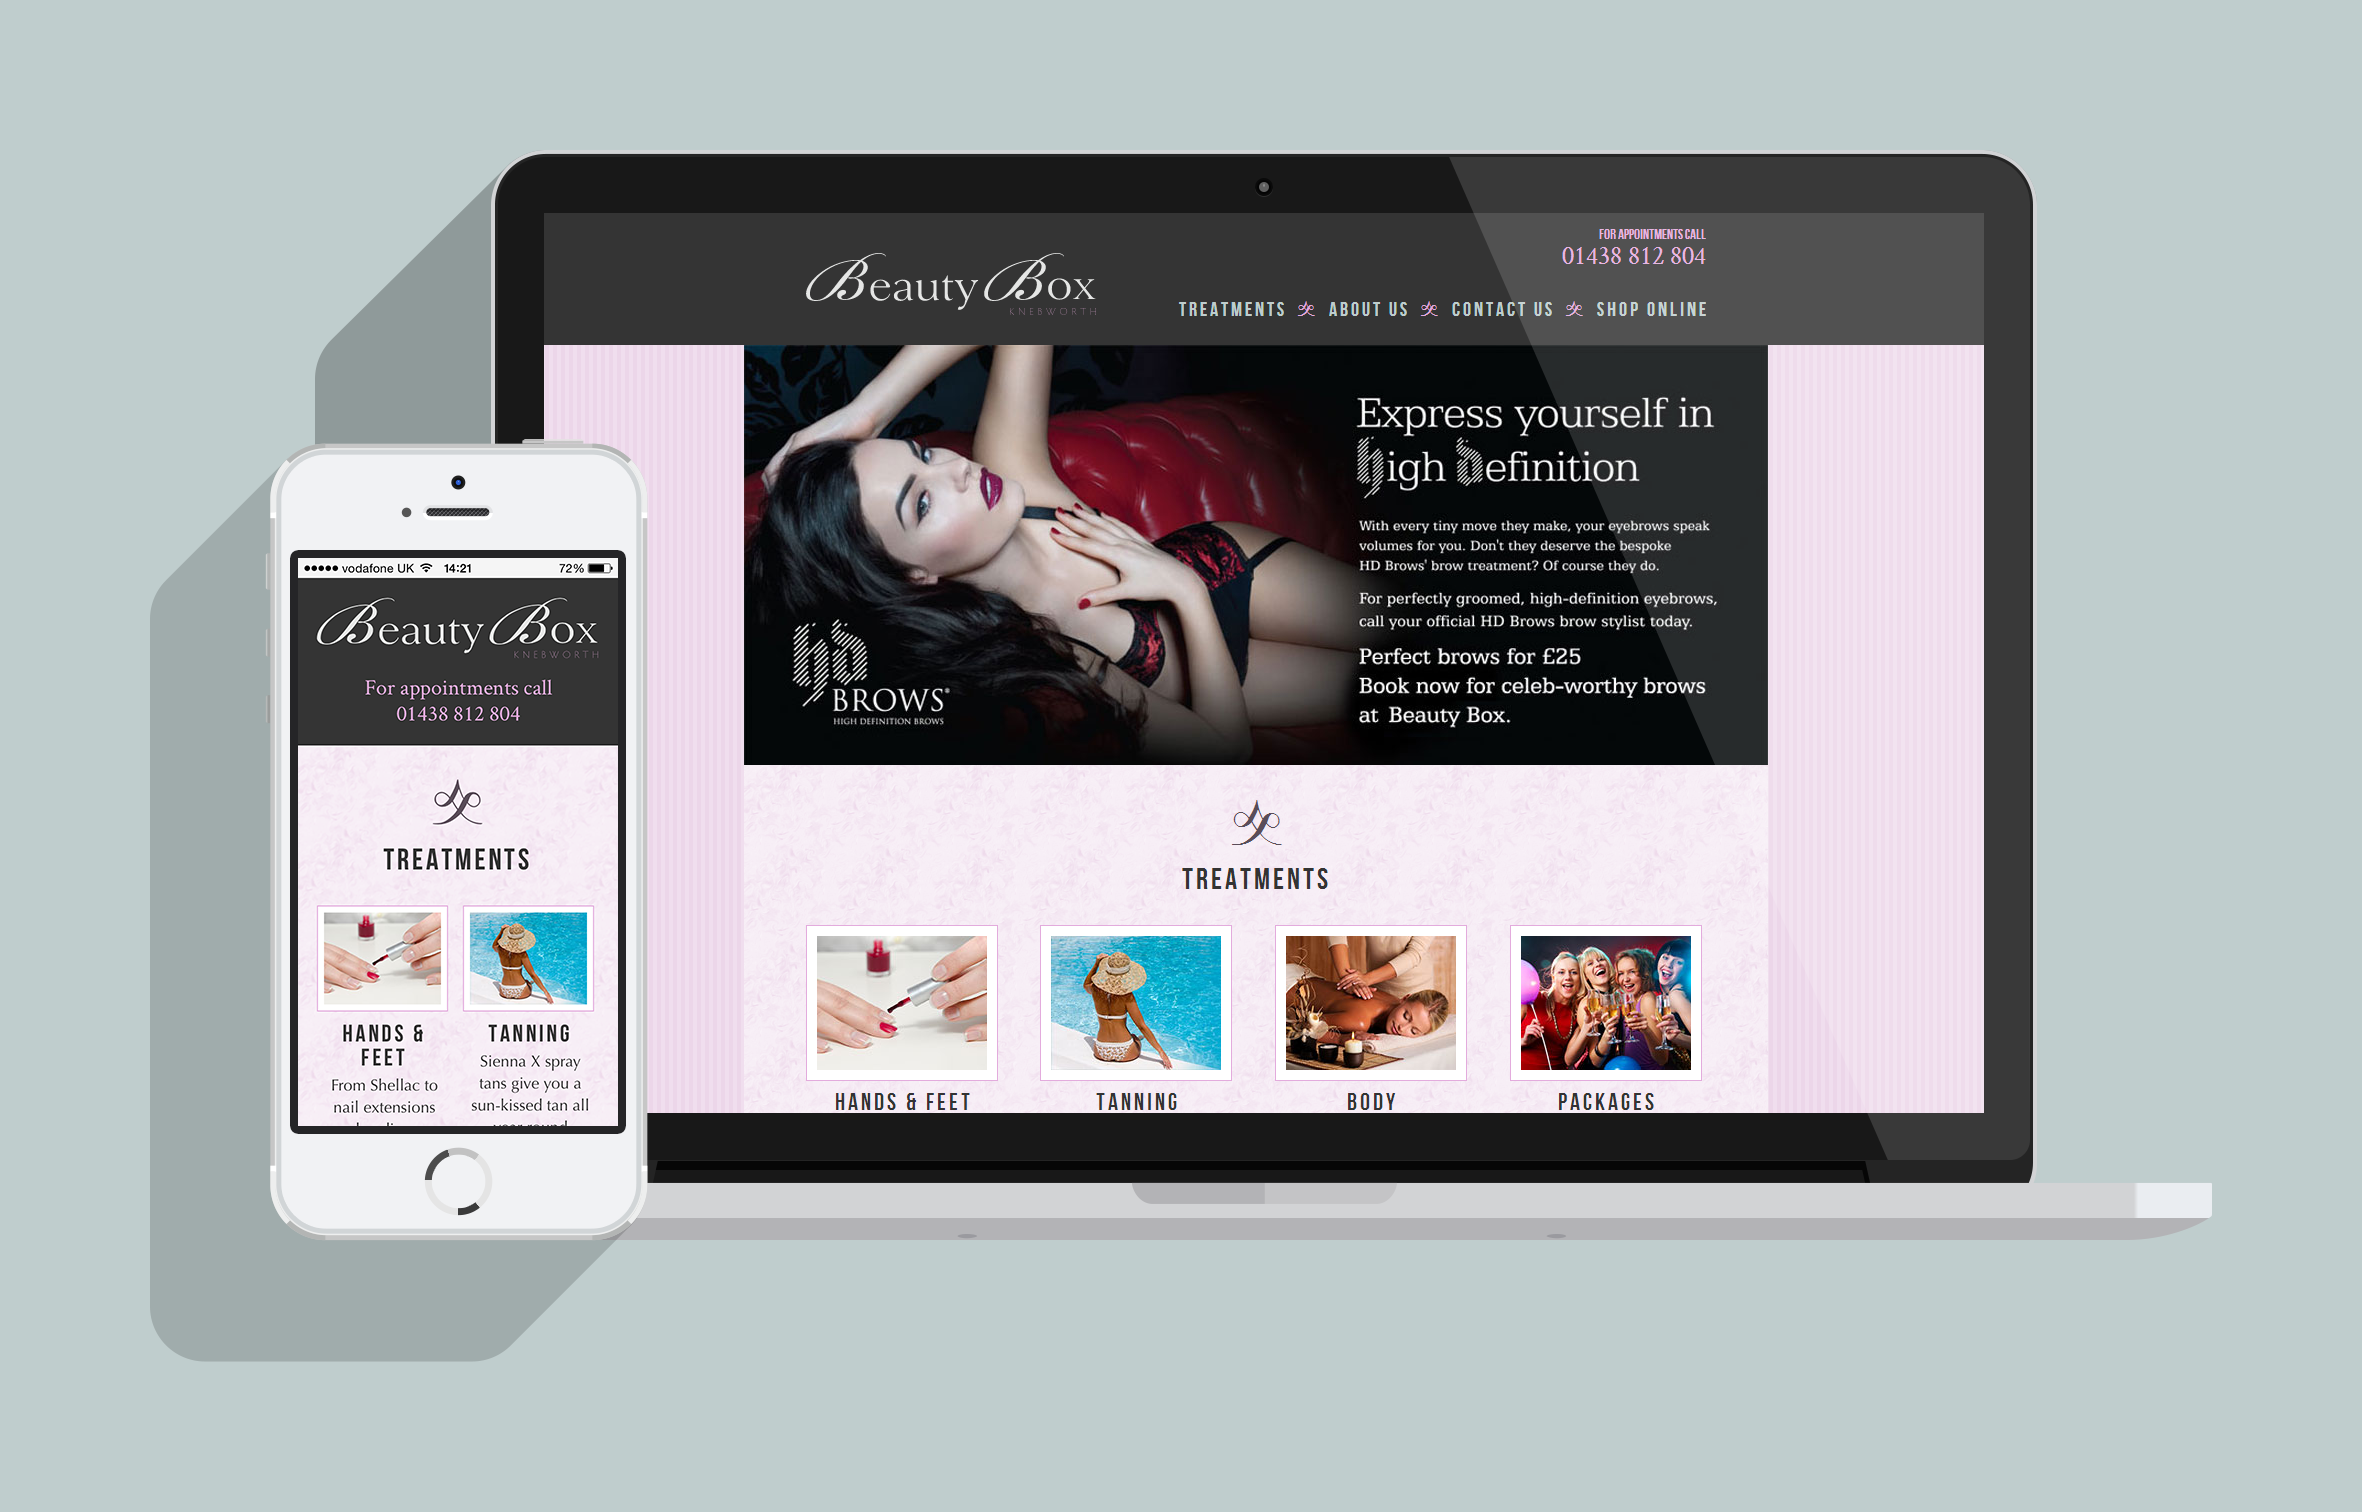 FOR APPOINTMENTS CALL
01438 812 804
Beauty Box
KNEBWORTH
TREATMENTS ABOUT US CONTACT US SHOP ONLINE
Express yourself in
High Definition
With every tiny move they make, your eyebrows speak
volumes for you. Don't they deserve the bespoke
HD Brows' brow treatment? Of course they do.
For perfectly groomed, high-definition eyebrows,
call your official HD Brows brow stylist today.
Perfect brows for £25
Book now for celeb-worthy brows
at Beauty Box.
hd
BROWS®
HIGH DEFINITION BROWS
TREATMENTS
HANDS & FEET TANNING BODY PACKAGES
vodafone UK 14:21 72%
Beauty Box
KNEBWORTH
For appointments call
01438 812 804
TREATMENTS
HANDS &
FEET
From Shellac to
nail extensions
TANNING
Sienna X spray
tans give you a
sun-kissed tan all
year round